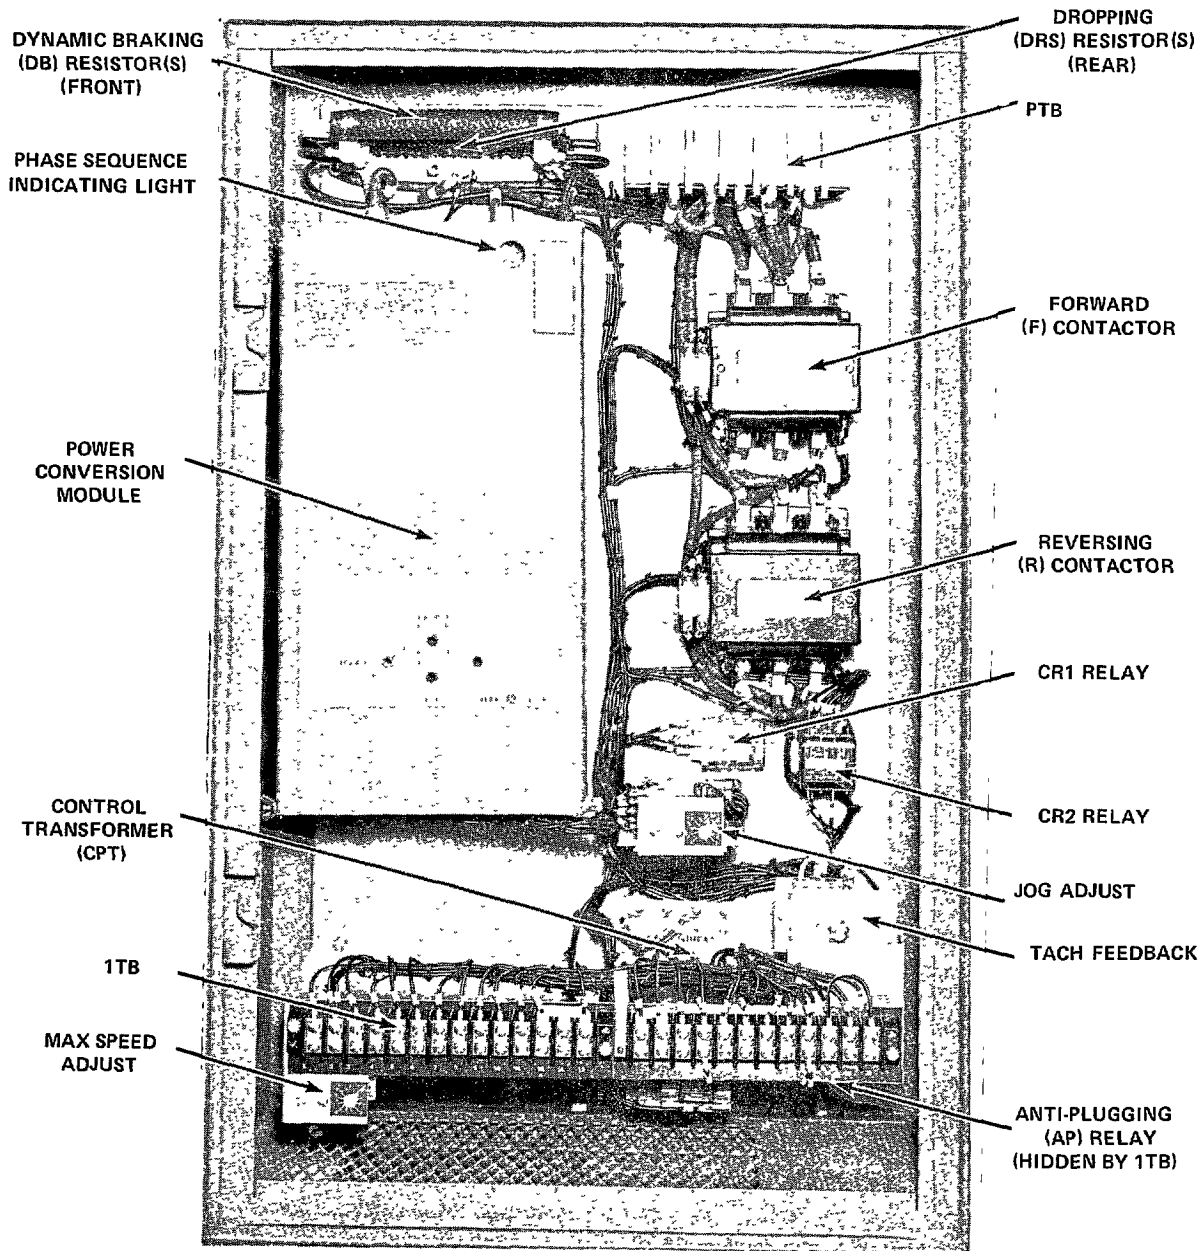 DYNAMIC BRAKING
(DB) RESISTOR(S)
(FRONT)
PHASE SEQUENCE
INDICATING LIGHT
POWER
CONVERSION
MODULE
CONTROL
TRANSFORMER
(CPT)
1TB
MAX SPEED
ADJUST
DROPPING
(DRS) RESISTOR(S)
(REAR)
PTB
FORWARD
(F) CONTACTOR
REVERSING
(R) CONTACTOR
CR1 RELAY
CR2 RELAY
JOG ADJUST
TACH FEEDBACK
ANTI-PLUGGING
(AP) RELAY
(HIDDEN BY 1TB)